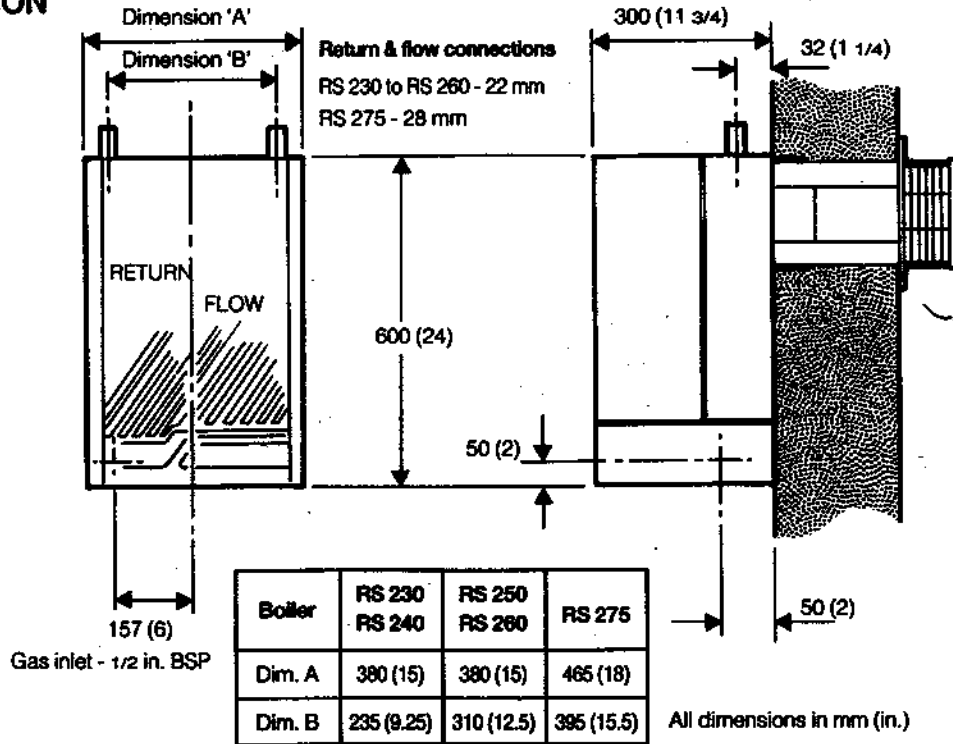 ON
Dimension 'A'
Dimension 'B'
Return & flow connections
RS 230 to RS 260 - 22 mm
RS 275 - 28 mm
300 (11 3/4)
32 (1 1/4)
RETURN
FLOW
600 (24)
50 (2)
157 (6)
Gas inlet - 1/2 in. BSP
50 (2)
Boiler RS 230 RS 240 RS 250 RS 260 RS 275
Dim. A 380 (15) 380 (15) 465 (18)
Dim. B 235 (9.25) 310 (12.5) 395 (15.5)
All dimensions in mm (in.)